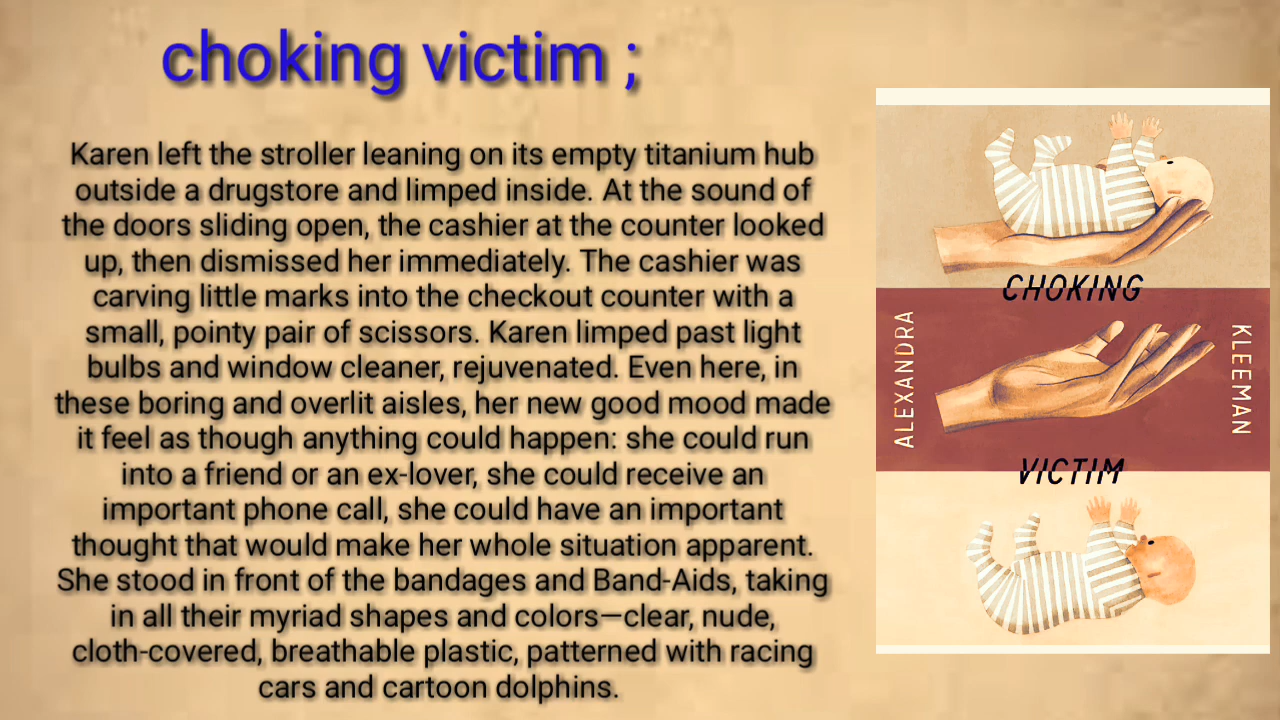 choking victim ;
Karen left the stroller leaning on its empty titanium hub
outside a drugstore and limped inside. At the sound of
the doors sliding open, the cashier at the counter looked
up, then dismissed her immediately. The cashier was
carving little marks into the checkout counter with a
small, pointy pair of scissors. Karen limped past light
bulbs and window cleaner, rejuvenated. Even here, in
these boring and overlit aisles, her new good mood made
it feel as though anything could happen: she could run
into a friend or an ex-lover, she could receive an
important phone call, she could have an important
thought that would make her whole situation apparent.
She stood in front of the bandages and Band-Aids, taking
in all their myriad shapes and colors—clear, nude,
cloth-covered, breathable plastic, patterned with racing
cars and cartoon dolphins.
CHOKING
ALEXANDRA
KLEEMAN
VICTIM